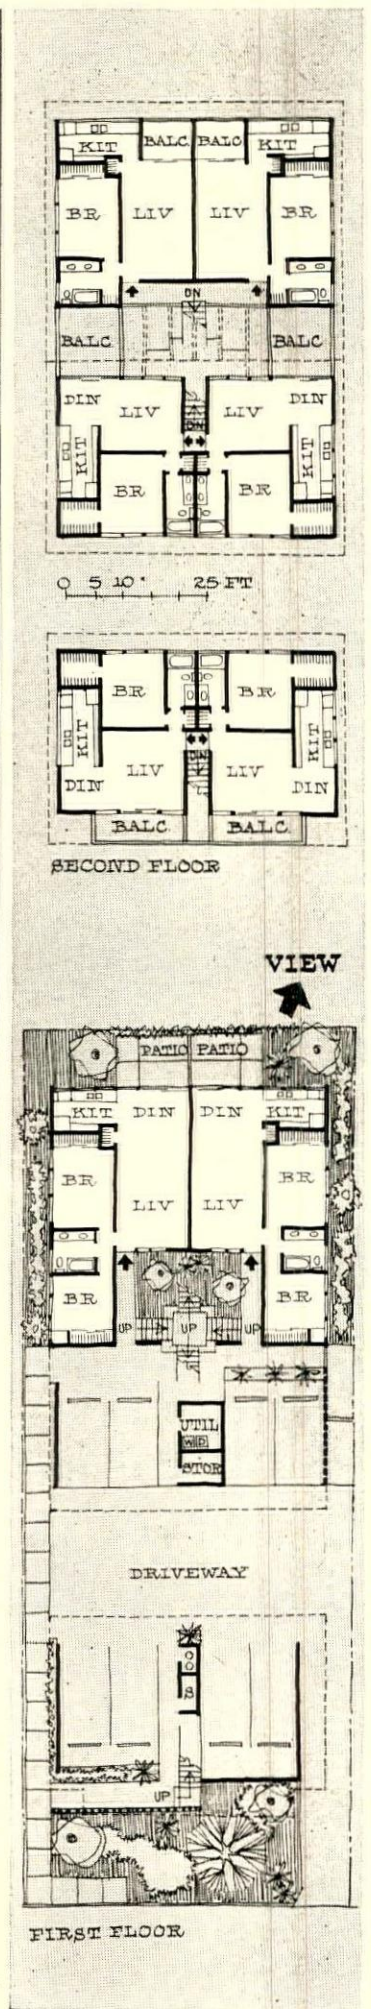 KIT BALC BALC KIT
BR LIV LIV BR
DN
BALC BALC
DIN LIV LIV DIN
DN
KIT KIT
BR BR
0 5 10' 25 FT
BR BR
KIT KIT
DN
LIV LIV
DIN DIN
BALC BALC
SECOND FLOOR
VIEW
PATIO PATIO
KIT DIN DIN KIT
BR BR
LIV LIV
BR BR
UP UP UP
UTIL
W D
STOR
DRIVEWAY
S
UP
FIRST FLOOR